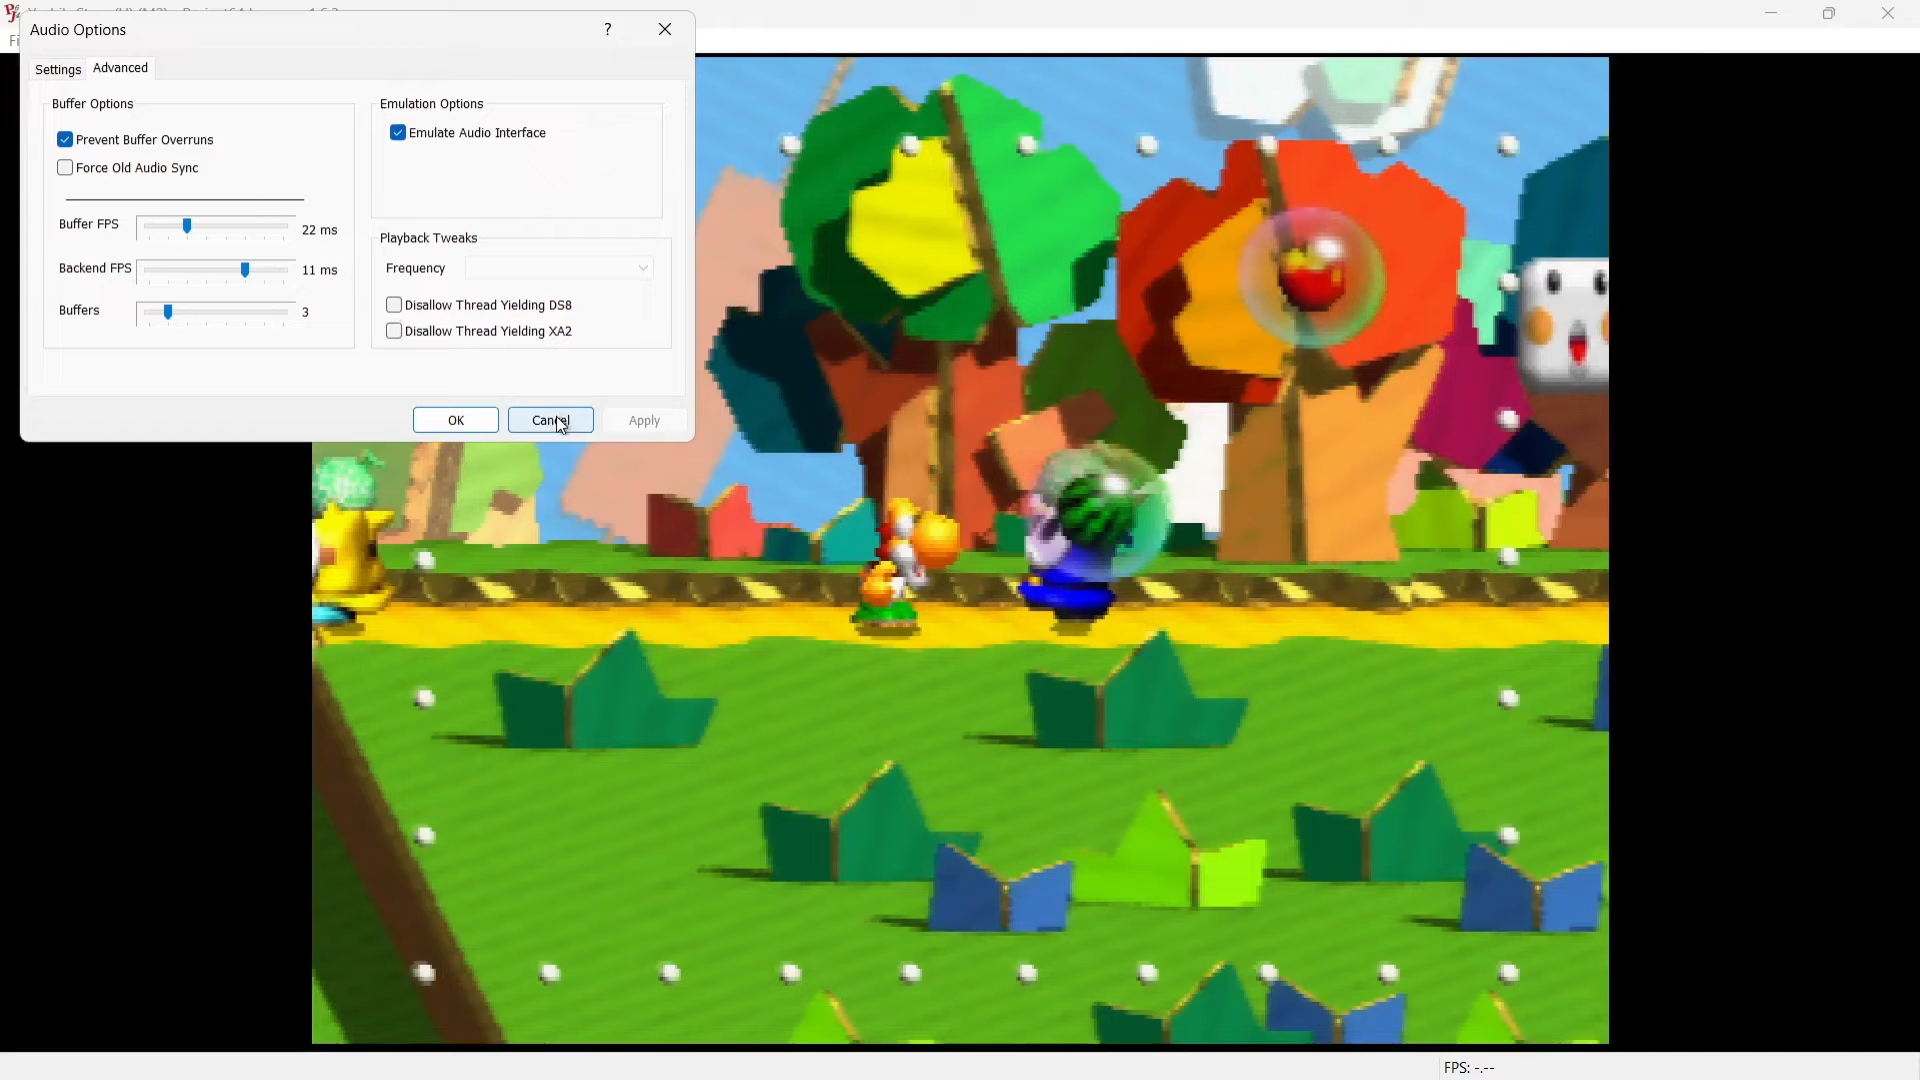 Audio Options
?
Settings
Advanced
Buffer Options
Prevent Buffer Overruns
Force Old Audio Sync
Buffer FPS
22 ms
Backend FPS
11 ms
Buffers
3
Emulation Options
Emulate Audio Interface
Playback Tweaks
Frequency
Disallow Thread Yielding DS8
Disallow Thread Yielding XA2
OK
Cancel
Apply
FPS: -.--